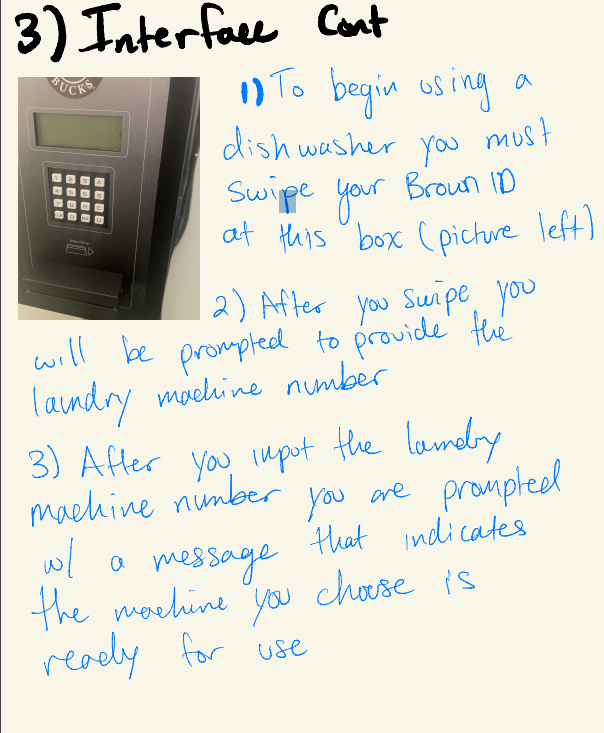 3) Interface Cont
BUCKS
1) To begin using a
dishwasher you must
swipe your Brown ID
at this box (picture left)
2) After you swipe you
will be prompted to provide the
laundry machine number
3) After you input the laundry
machine number you are prompted
w/ a message that indicates
the machine you choose is
ready for use